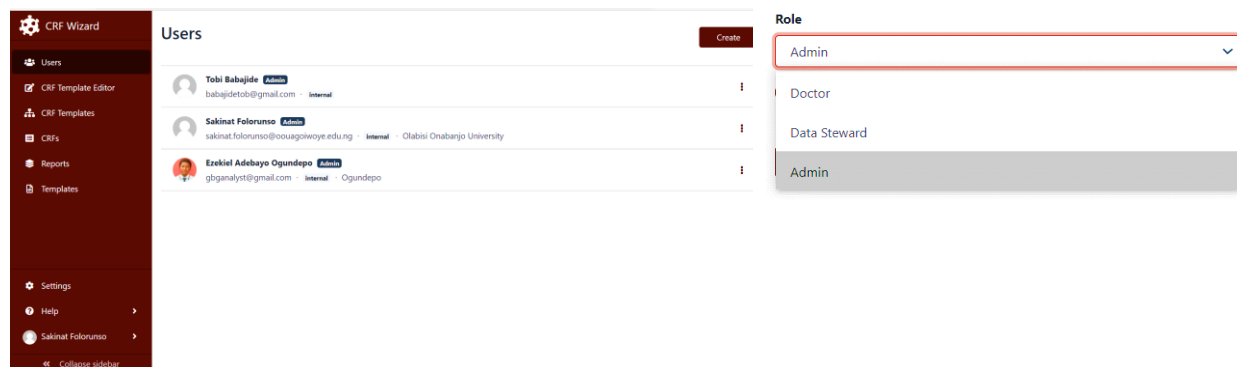 CRF Wizard
Users
CRF Template Editor
CRF Templates
CRFs
Reports
Templates
Settings
Help
Sakinat Folorunso
Collapse sidebar
Users
Create
Tobi Babajide Admin
babajidetob@gmail.com · internal
Sakinat Folorunso Admin
sakinat.folorunso@oouagoiwoye.edu.ng · internal · Olabisi Onabanjo University
Ezekiel Adebayo Ogundepo Admin
gbganalyst@gmail.com · internal · Ogundepo
Role
Admin
Doctor
Data Steward
Admin